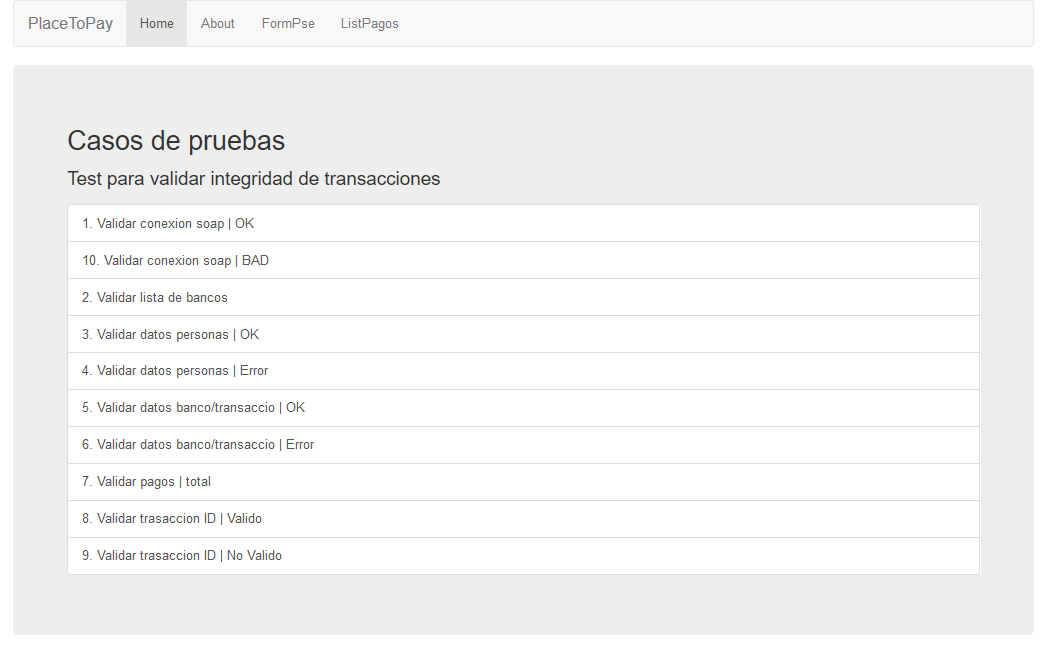 PlaceToPay Home About FormPse ListPagos
Casos de pruebas
Test para validar integridad de transacciones
1. Validar conexion soap | OK
10. Validar conexion soap | BAD
2. Validar lista de bancos
3. Validar datos personas | OK
4. Validar datos personas | Error
5. Validar datos banco/transaccio | OK
6. Validar datos banco/transaccio | Error
7. Validar pagos | total
8. Validar trasaccion ID | Valido
9. Validar trasaccion ID | No Valido